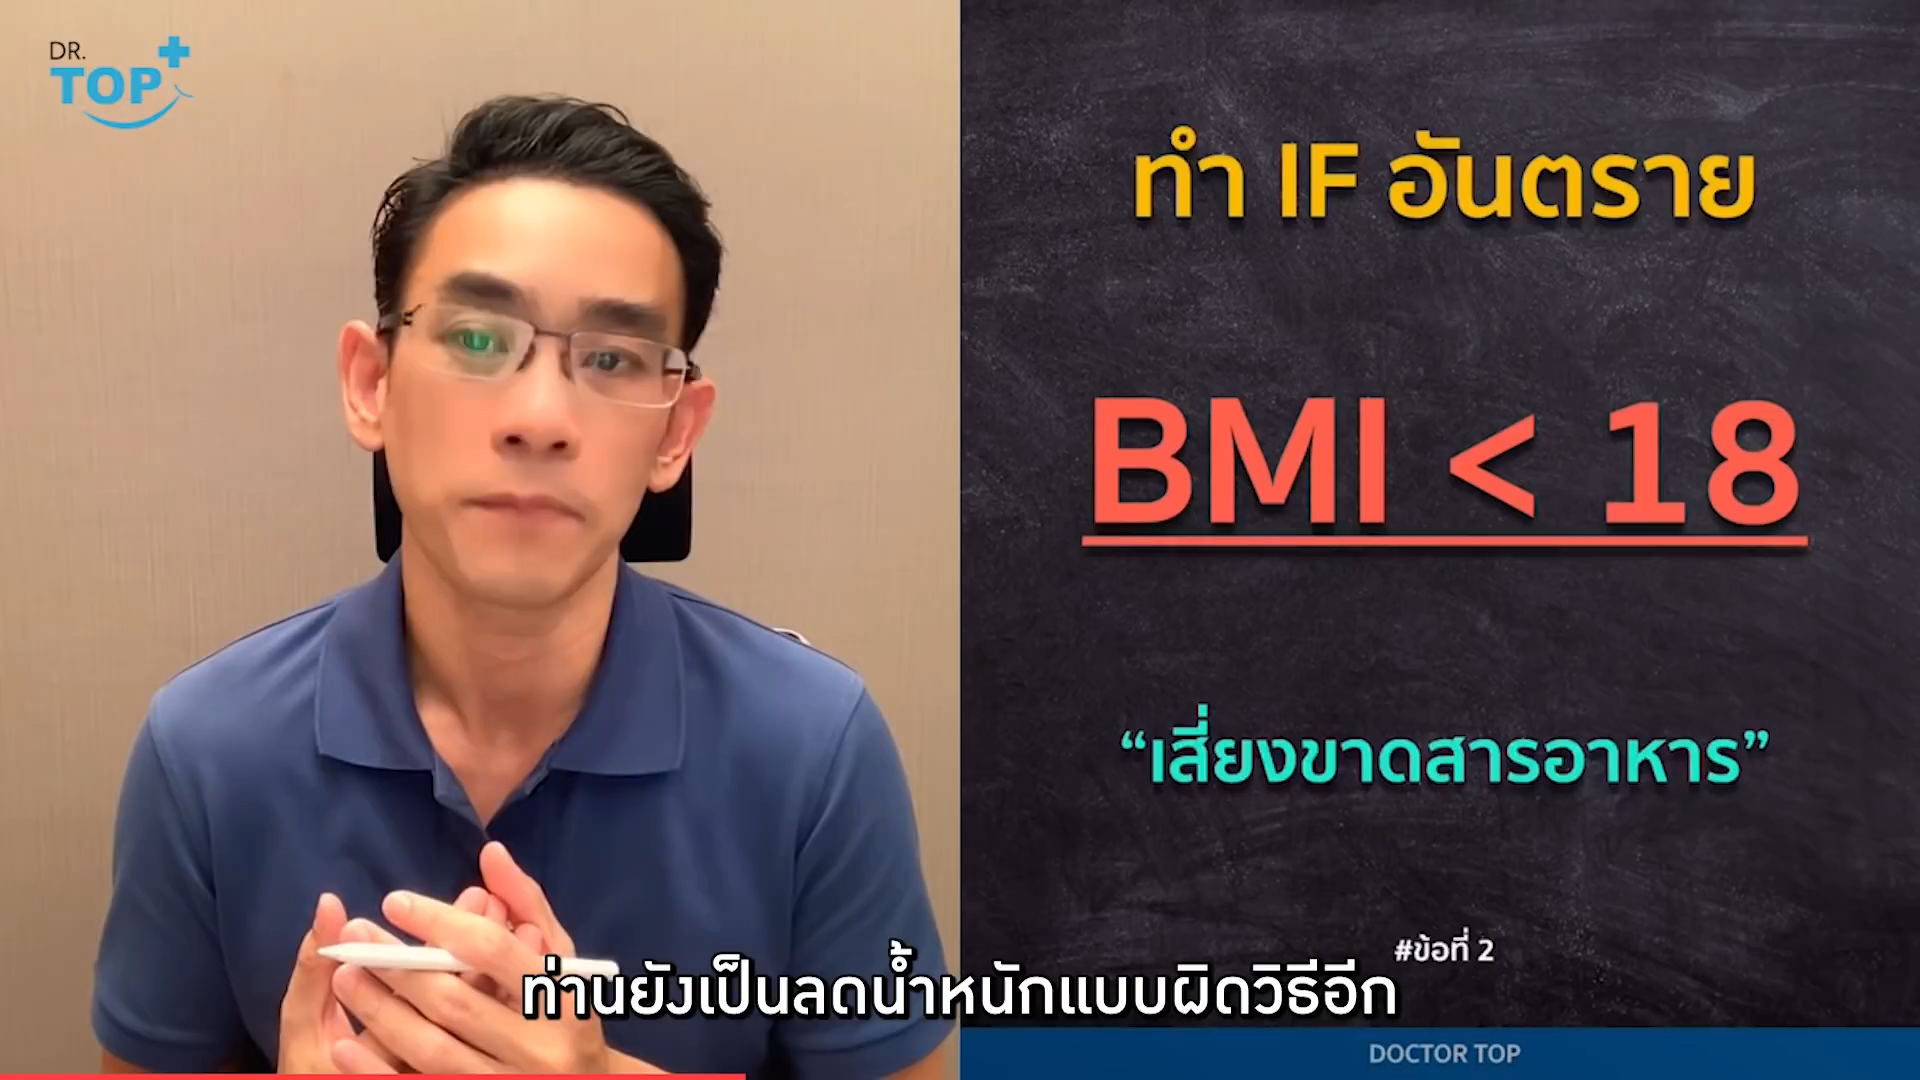 DR.
TOP
ทำ IF อันตราย
BMI < 18
“เสี่ยงขาดสารอาหาร”
#ข้อที่ 2
ท่านยังเป็นลดน้ำหนักแบบผิดวิธีอีก
DOCTOR TOP